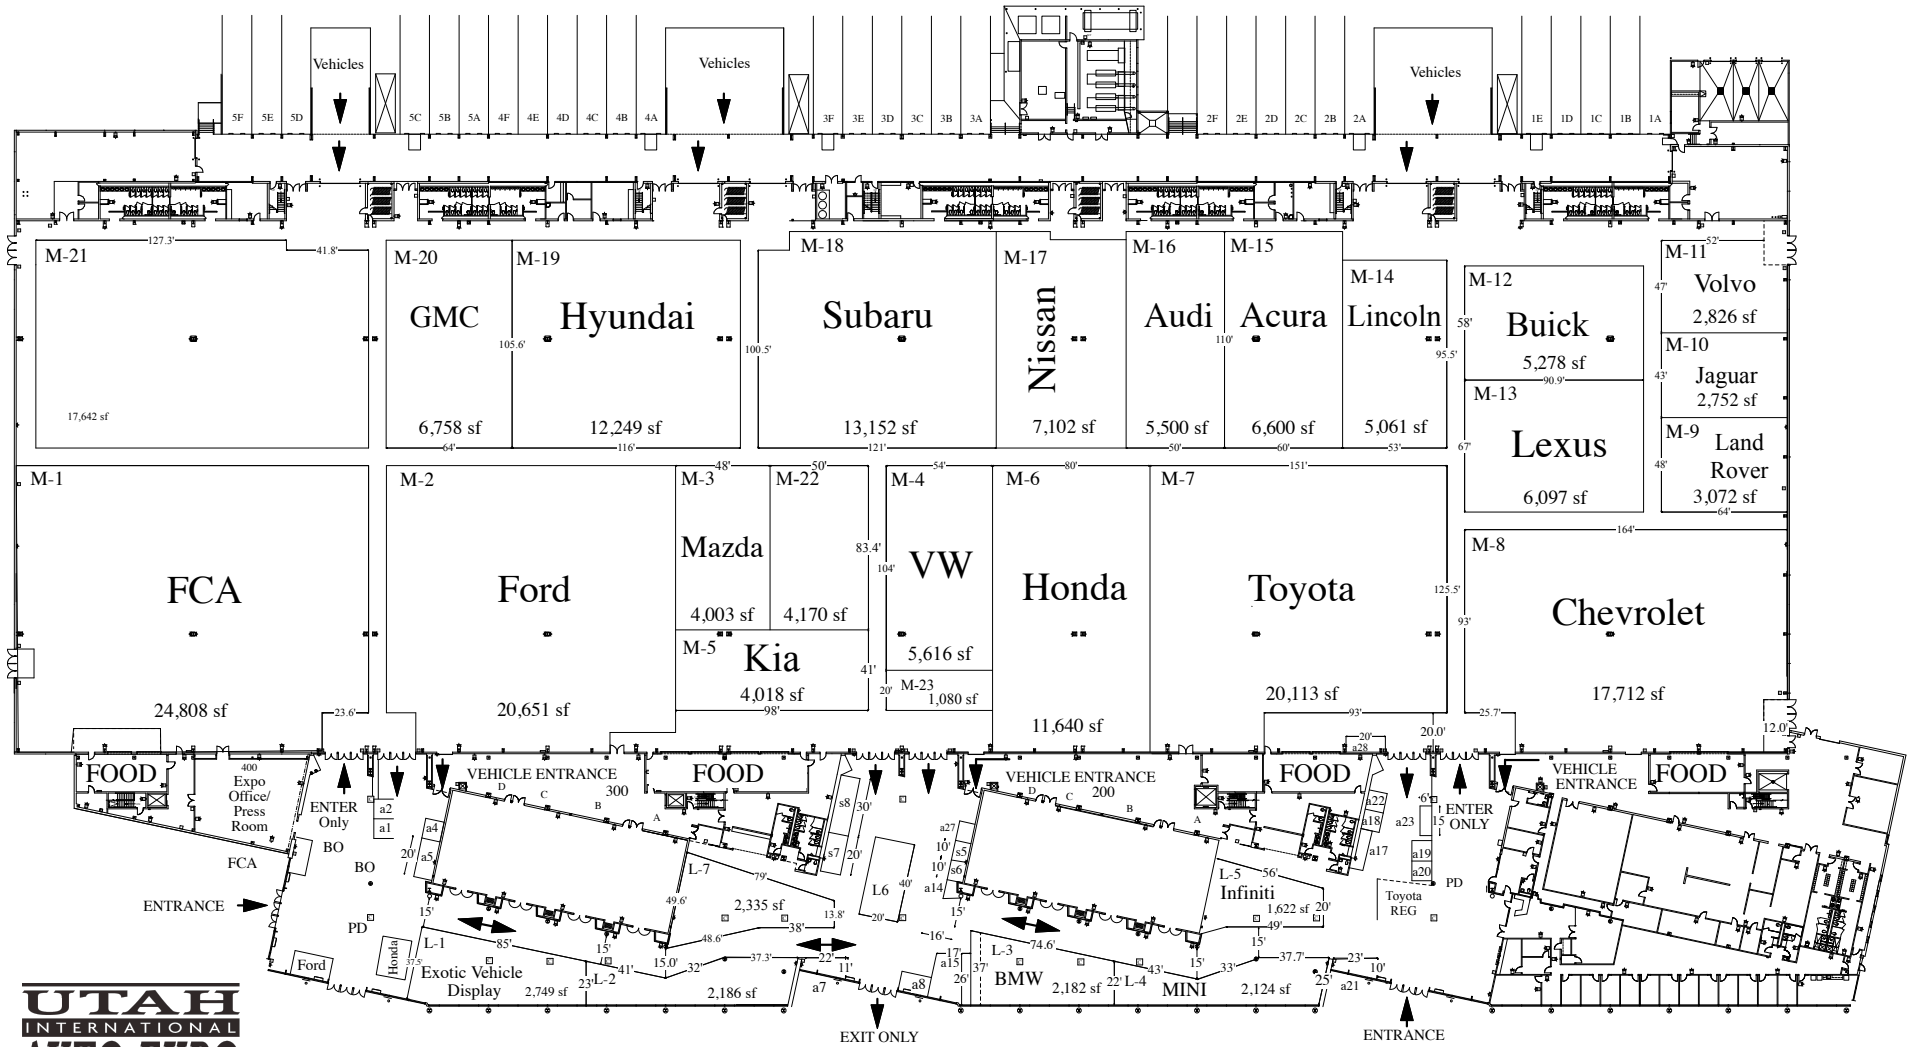 Vehicles
Vehicles
Vehicles
5F 5E 5D 5C 5B 5A 4F 4E 4D 4C 4B 4A 3F 3E 3D 3C 3B 3A 2F 2E 2D 2C 2B 2A 1E 1D 1C 1B 1A
M-21
127.3'
41.8'
17,642 sf
M-20
GMC
6,758 sf
64'
105.6'
M-19
Hyundai
12,249 sf
116'
100.5'
M-18
Subaru
13,152 sf
121'
M-17
Nissan
7,102 sf
M-16
Audi
5,500 sf
50'
110'
M-15
Acura
6,600 sf
60'
M-14
Lincoln
5,061 sf
53'
95.5'
M-12
Buick
5,278 sf
58'
90.9'
M-13
Lexus
6,097 sf
67'
M-11
52'
Volvo
2,826 sf
47'
M-10
Jaguar
2,752 sf
43'
M-9
Land
Rover
3,072 sf
48'
64'
M-1
FCA
24,808 sf
23.6'
M-2
Ford
20,651 sf
M-3
48'
Mazda
4,003 sf
M-22
50'
4,170 sf
83.4'
M-5
Kia
4,018 sf
41'
98'
M-4
54'
VW
104'
5,616 sf
M-23
20'
1,080 sf
M-6
80'
Honda
11,640 sf
M-7
151'
Toyota
20,113 sf
125.5'
93'
20.0'
M-8
164'
Chevrolet
93'
17,712 sf
25.7'
12.0'
FOOD
400
Expo
Office/
Press
Room
FCA
ENTER
Only
BO
BO
PD
ENTRANCE
Ford
Honda
37.5'
a2
a1
a4
a5
20'
15'
VEHICLE ENTRANCE
300
D C B A
FOOD
L-7
79'
49.6'
2,335 sf
13.8'
38'
48.6'
L-1
85'
Exotic Vehicle
Display
2,749 sf
15'
15.0'
41'
23'
L-2
32'
37.3'
2,186 sf
22'
11'
a7
s8
30'
s7
20'
L6
40'
20'
16'
a8
EXIT ONLY
a27
10'
s5
10'
s6
a14
15'
17'
a15
26'
37'
VEHICLE ENTRANCE
200
D C B A
FOOD
L-5
56'
Infiniti
1,622 sf
20'
49'
L-3
74.6'
BMW
2,182 sf
22'
L-4
43'
15'
15'
MINI
33'
37.7'
2,124 sf
25'
23'
10'
a21
20'
a28
a22
a18
a17
6'
a23
15
a19
a20
PD
Toyota
REG
ENTER
ONLY
ENTRANCE
VEHICLE
ENTRANCE
FOOD
UTAH
INTERNATIONAL
AUTO EXPO